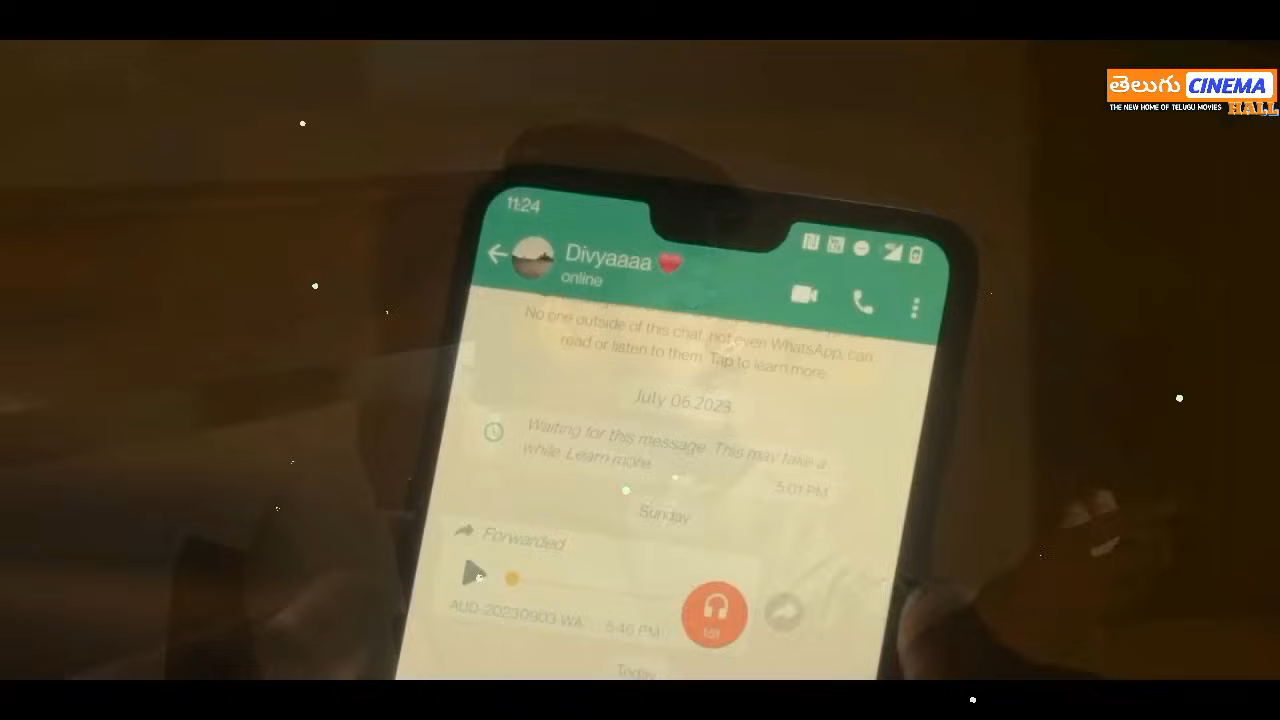 తెలుగు CINEMA
THE NEW HOME OF TELUGU MOVIES HALL
11:24
Divyaaaa
online
No one outside of this chat, not even WhatsApp, can
read or listen to them. Tap to learn more.
July 06,2023
Waiting for this message. This may take a
while. Learn more
5:01 PM
Sunday
Forwarded
AUD-20230903-WA 5:46 PM
Today